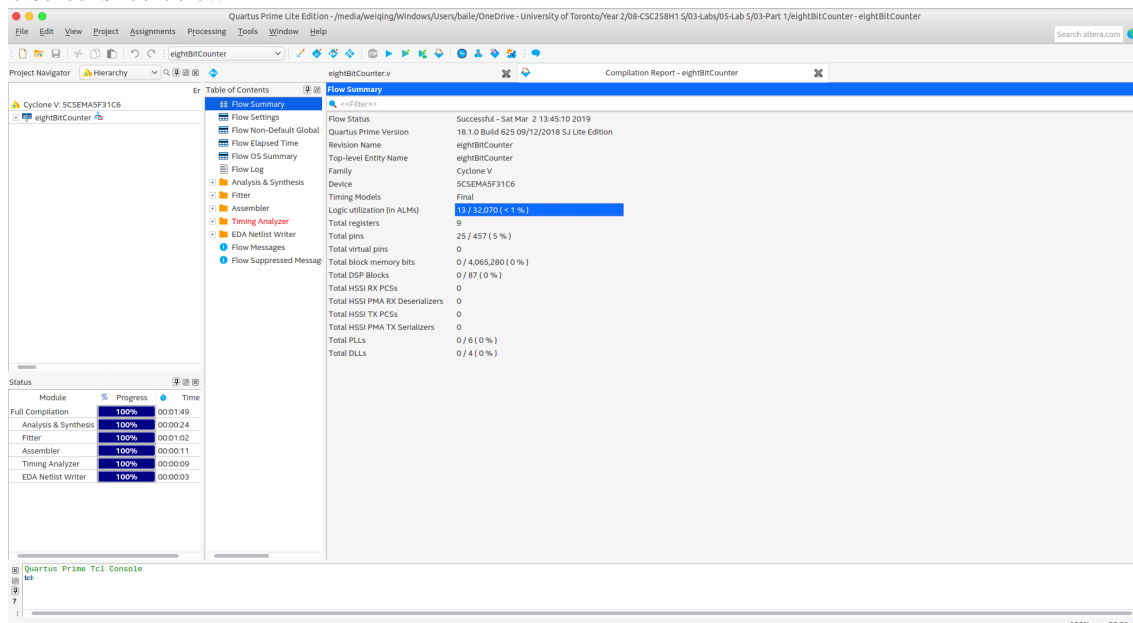 Quartus Prime Lite Edition - /media/weiqing/Windows/Users/baile/OneDrive - University of Toronto/Year 2/08-CSC258H1 S/03-Labs/05-Lab 5/03-Part 1/eightBitCounter - eightBitCounter
File Edit View Project Assignments Processing Tools Window Help
Search altera.com
eightBitCounter
Project Navigator Hierarchy
eightBitCounter.v
Compilation Report - eightBitCounter
Er
Cyclone V: 5CSEMA5F31C6
eightBitCounter
Table of Contents
Flow Summary
Flow Settings
Flow Non-Default Global
Flow Elapsed Time
Flow OS Summary
Flow Log
Analysis & Synthesis
Fitter
Assembler
Timing Analyzer
EDA Netlist Writer
Flow Messages
Flow Suppressed Messag
Flow Summary
<<Filter>>
Flow Status Successful - Sat Mar 2 13:45:10 2019
Quartus Prime Version 18.1.0 Build 625 09/12/2018 SJ Lite Edition
Revision Name eightBitCounter
Top-level Entity Name eightBitCounter
Family Cyclone V
Device 5CSEMA5F31C6
Timing Models Final
Logic utilization (in ALMs) 13 / 32,070 ( < 1 % )
Total registers 9
Total pins 25 / 457 ( 5 % )
Total virtual pins 0
Total block memory bits 0 / 4,065,280 ( 0 % )
Total DSP Blocks 0 / 87 ( 0 % )
Total HSSI RX PCSs 0
Total HSSI PMA RX Deserializers 0
Total HSSI TX PCSs 0
Total HSSI PMA TX Serializers 0
Total PLLs 0 / 6 ( 0 % )
Total DLLs 0 / 4 ( 0 % )
Status
Module % Progress Time
Full Compilation 100% 00:01:49
Analysis & Synthesis 100% 00:00:24
Fitter 100% 00:01:02
Assembler 100% 00:00:11
Timing Analyzer 100% 00:00:09
EDA Netlist Writer 100% 00:00:03
Quartus Prime Tcl Console
tcl>